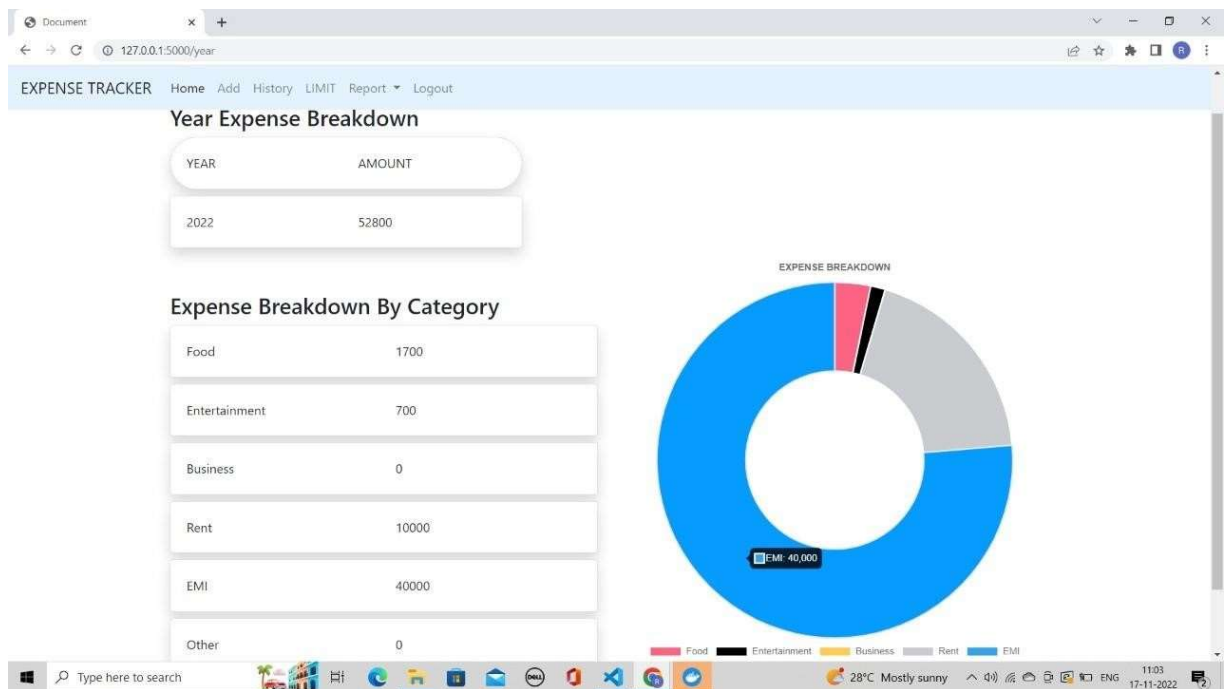 Document
127.0.0.1:5000/year
EXPENSE TRACKER Home Add History LIMIT Report Logout
Year Expense Breakdown
YEAR AMOUNT
2022 52800
Expense Breakdown By Category
Food 1700
Entertainment 700
Business 0
Rent 10000
EMI 40000
Other 0
EXPENSE BREAKDOWN
EMI: 40,000
Food Entertainment Business Rent EMI
Type here to search
DELL
28°C Mostly sunny
ENG
11:03
17-11-2022
2
R